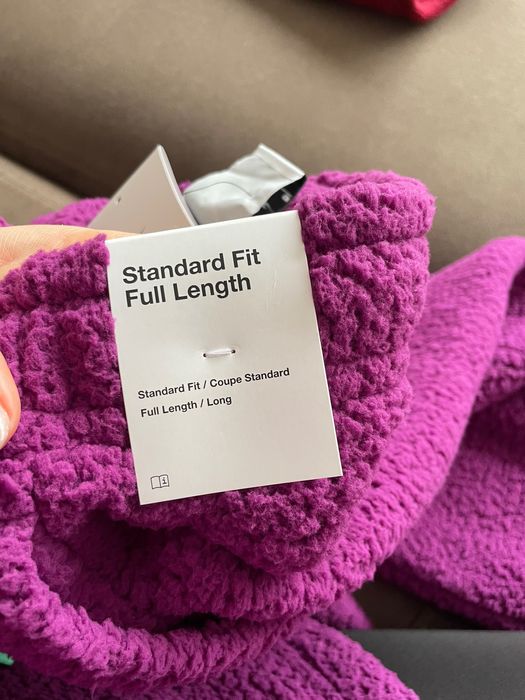 Standard Fit
Full Length
Standard Fit / Coupe Standard
Full Length / Long
i